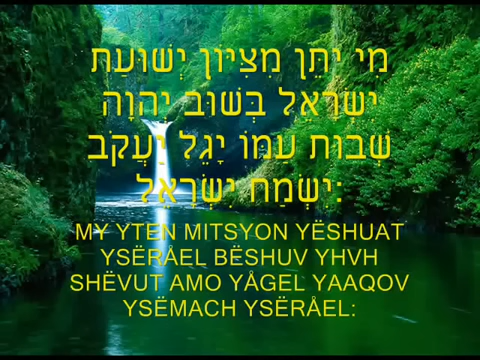 מִי יִתֵּן מִצִּיּוֹן יְשׁוּעַת
יִשְׂרָאֵל בְּשׁוּב יְהוָה
שְׁבוּת עַמּוֹ יָגֵל יַעֲקֹב
יִשְׂמַח יִשְׂרָאֵל:
MY YTEN MITSYON YËSHUAT
YSËRÅEL BËSHUV YHVH
SHËVUT AMO YÅGEL YAAQOV
YSËMACH YSËRÅEL: